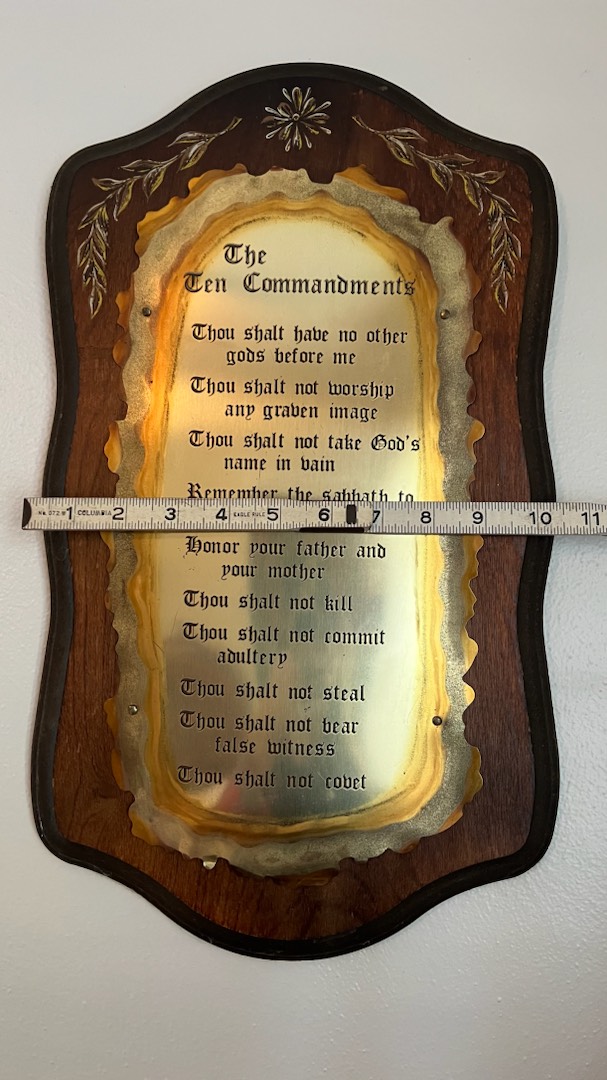 The
Ten Commandments
Thou shalt have no other
gods before me
Thou shalt not worship
any graven image
Thou shalt not take God's
name in vain
Remember the sabbath to
1 COLUMBIA 2 3 4 EAGLE RULE 5 6 7 8 9 10 11
Honor your father and
your mother
Thou shalt not kill
Thou shalt not commit
adultery
Thou shalt not steal
Thou shalt not bear
false witness
Thou shalt not covet